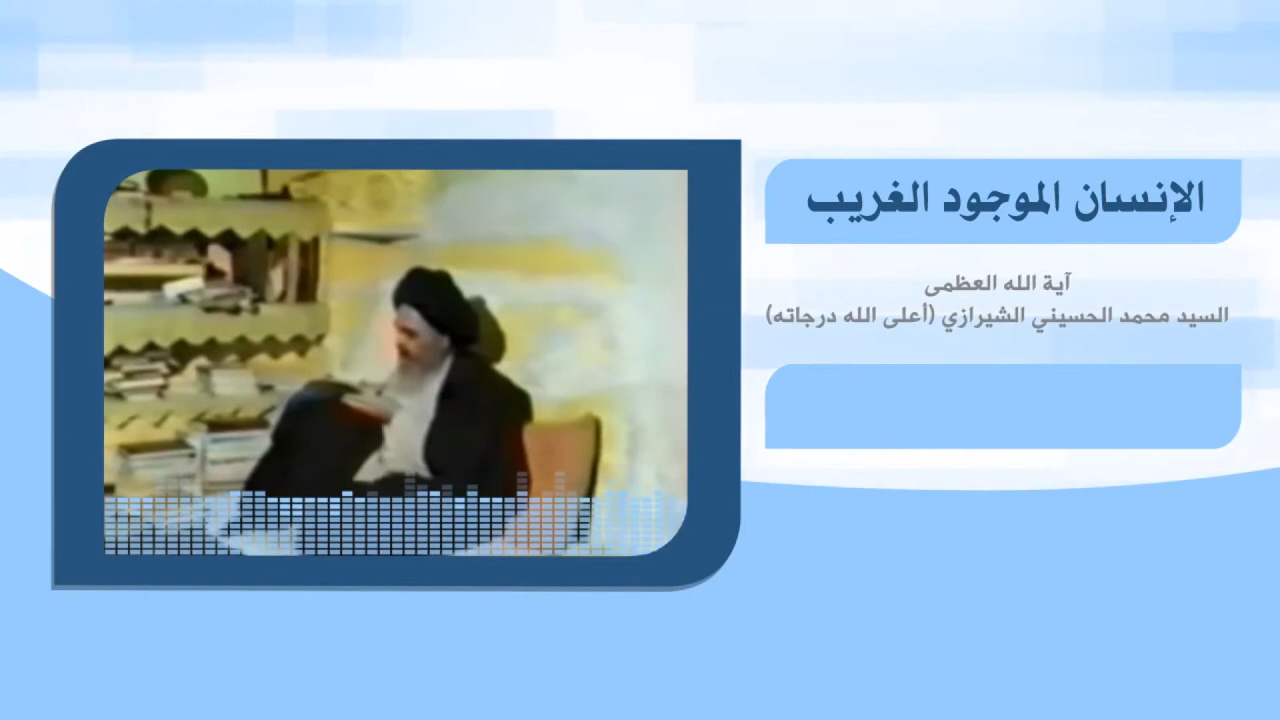 الإنسان الموجود الغريب
آية الله العظمى
السيد محمد الحسيني الشيرازي (أعلى الله درجاته)